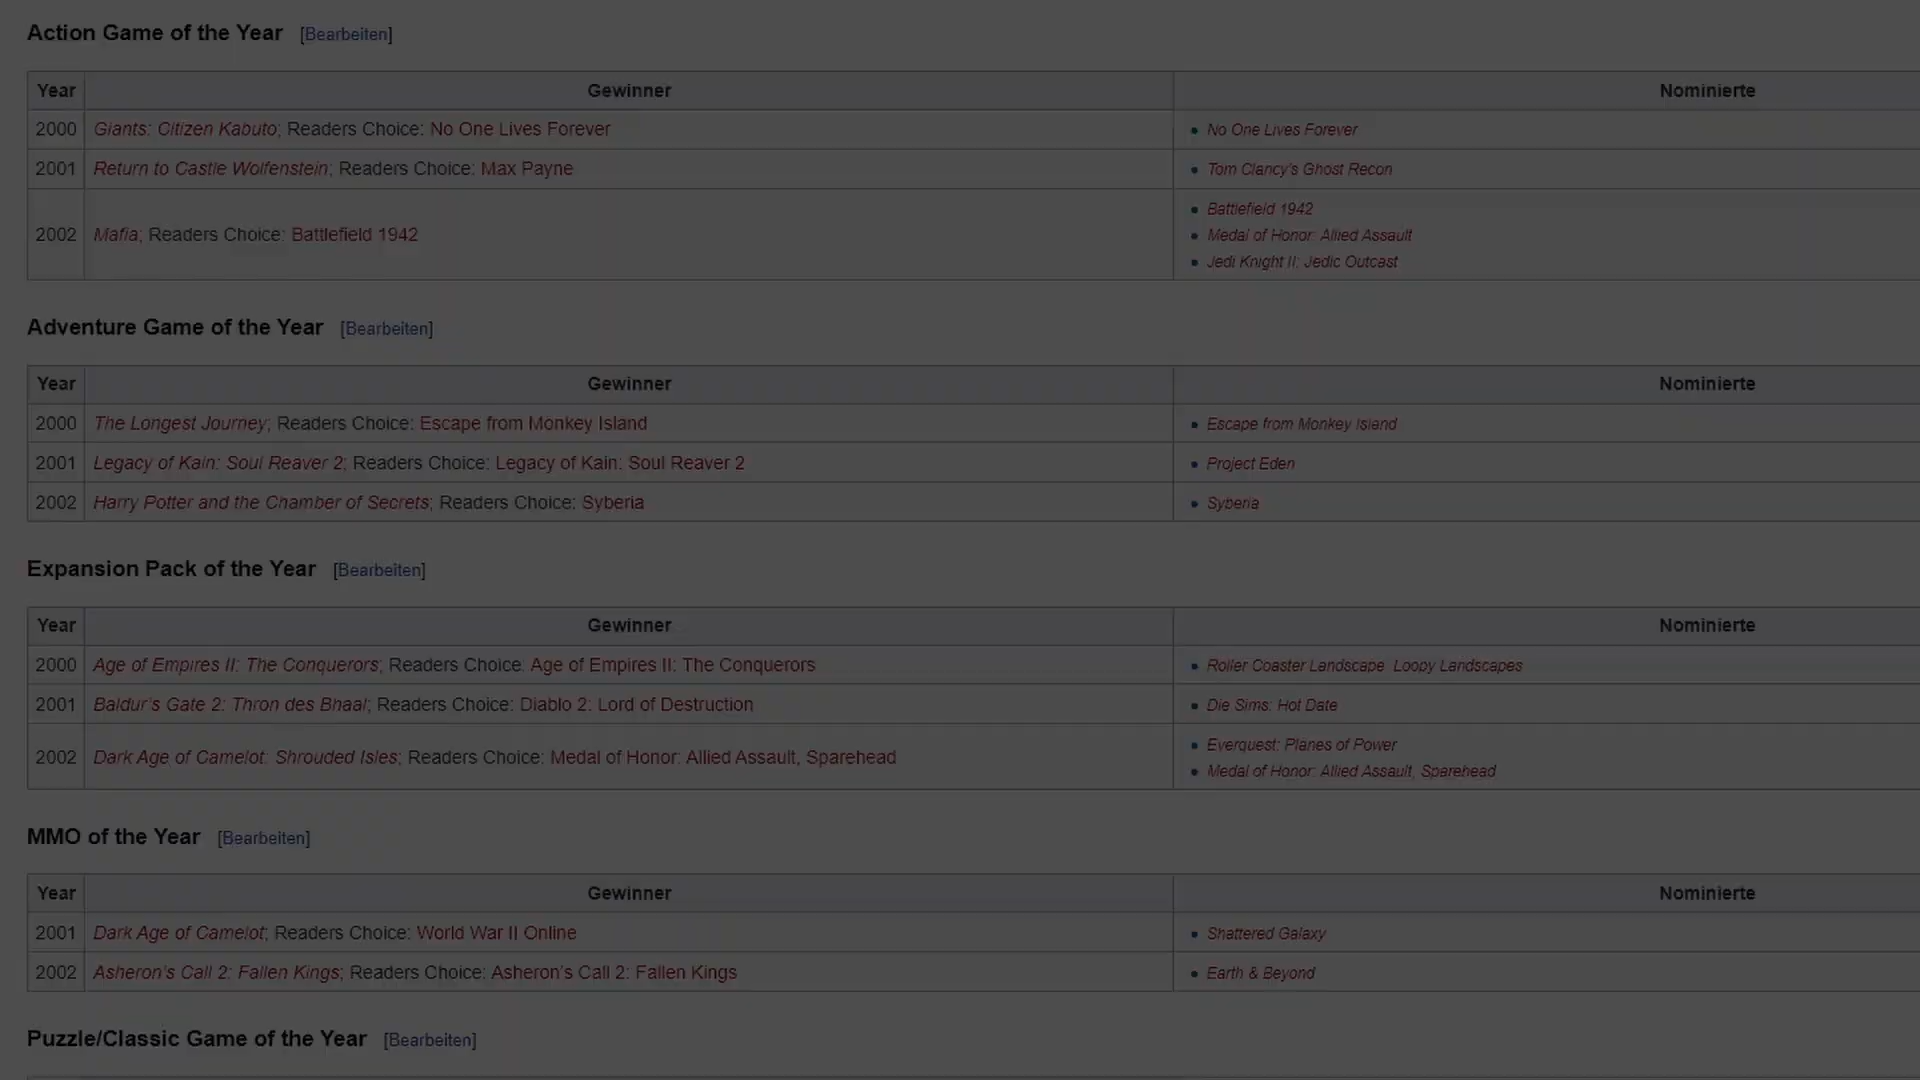 Action Game of the Year [Bearbeiten]
Year Gewinner Nominierte
2000 Giants: Citizen Kabuto; Readers Choice: No One Lives Forever • No One Lives Forever
2001 Return to Castle Wolfenstein; Readers Choice: Max Payne • Tom Clancy's Ghost Recon
2002 Mafia; Readers Choice: Battlefield 1942 • Battlefield 1942
• Medal of Honor: Allied Assault
• Jedi Knight II: Jedic Outcast
Adventure Game of the Year [Bearbeiten]
Year Gewinner Nominierte
2000 The Longest Journey; Readers Choice: Escape from Monkey Island • Escape from Monkey Island
2001 Legacy of Kain: Soul Reaver 2; Readers Choice: Legacy of Kain: Soul Reaver 2 • Project Eden
2002 Harry Potter and the Chamber of Secrets; Readers Choice: Syberia • Syberia
Expansion Pack of the Year [Bearbeiten]
Year Gewinner Nominierte
2000 Age of Empires II: The Conquerors; Readers Choice: Age of Empires II: The Conquerors • Roller Coaster Landscape: Loopy Landscapes
2001 Baldur's Gate 2: Thron des Bhaal; Readers Choice: Diablo 2: Lord of Destruction • Die Sims: Hot Date
2002 Dark Age of Camelot: Shrouded Isles; Readers Choice: Medal of Honor: Allied Assault, Sparehead • Everquest: Planes of Power
• Medal of Honor: Allied Assault, Sparehead
MMO of the Year [Bearbeiten]
Year Gewinner Nominierte
2001 Dark Age of Camelot; Readers Choice: World War II Online • Shattered Galaxy
2002 Asheron's Call 2: Fallen Kings; Readers Choice: Asheron's Call 2: Fallen Kings • Earth & Beyond
Puzzle/Classic Game of the Year [Bearbeiten]